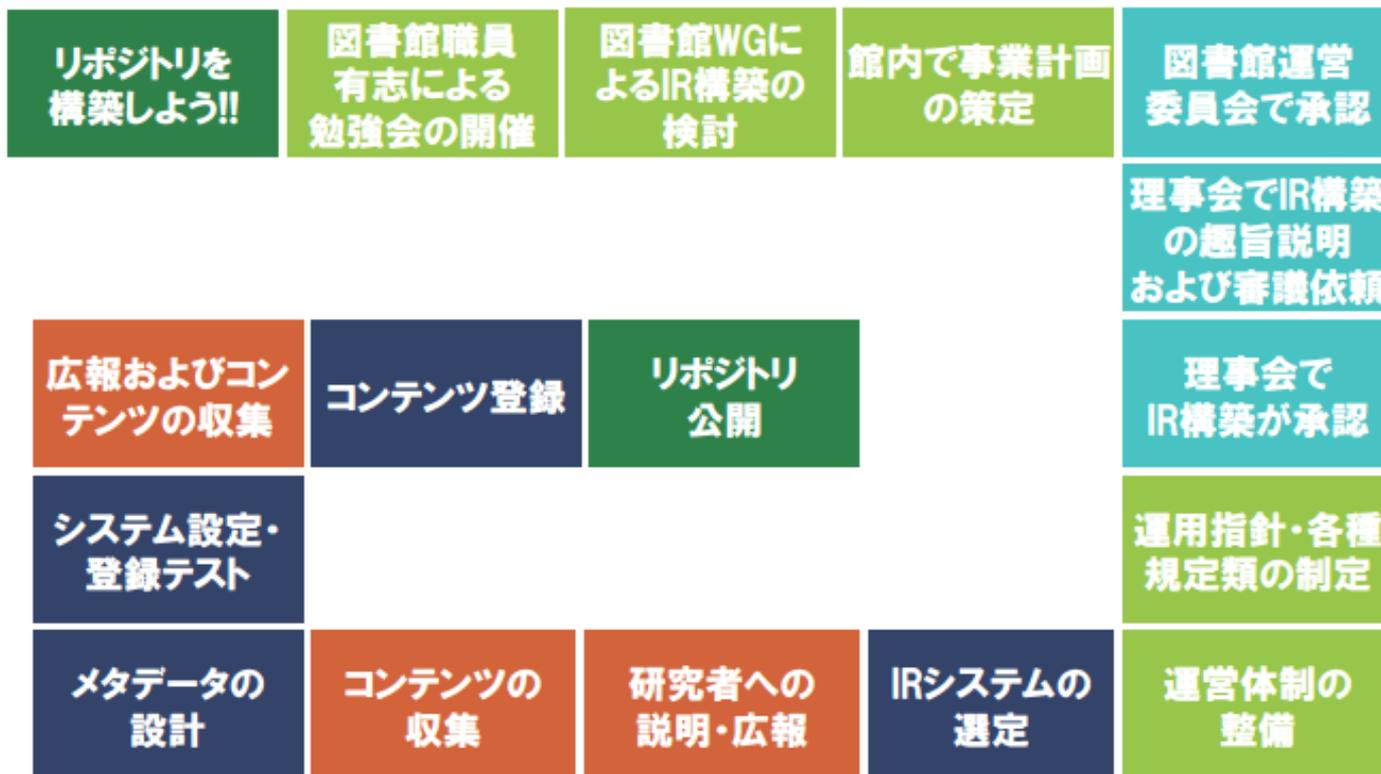 リポジトリを
構築しよう!!
図書館職員
有志による
勉強会の開催
図書館WGに
よるIR構築の
検討
館内で事業計画
の策定
図書館運営
委員会で承認
理事会でIR構築
の趣旨説明
および審議依頼
理事会で
IR構築が承認
運用指針・各種
規定類の制定
運営体制の
整備
IRシステムの
選定
研究者への
説明・広報
コンテンツの
収集
メタデータの
設計
システム設定・
登録テスト
広報およびコン
テンツの収集
コンテンツ登録
リポジトリ
公開